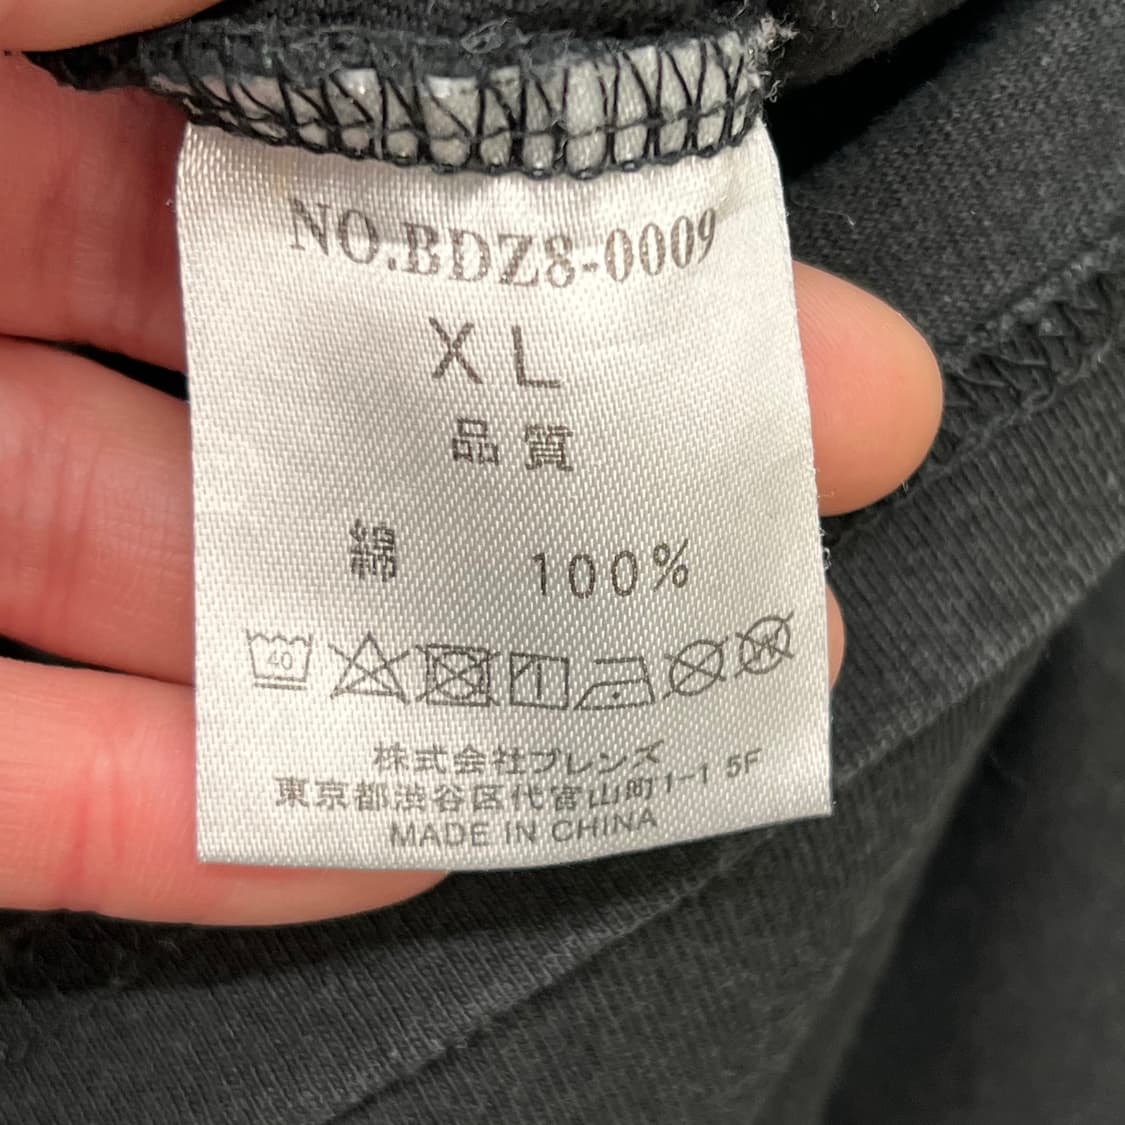 NO.BDZ8-0009
XL
品質
綿 100%
40
株式会社ブレンズ
東京都渋谷区代官山町1-1 5F
MADE IN CHINA